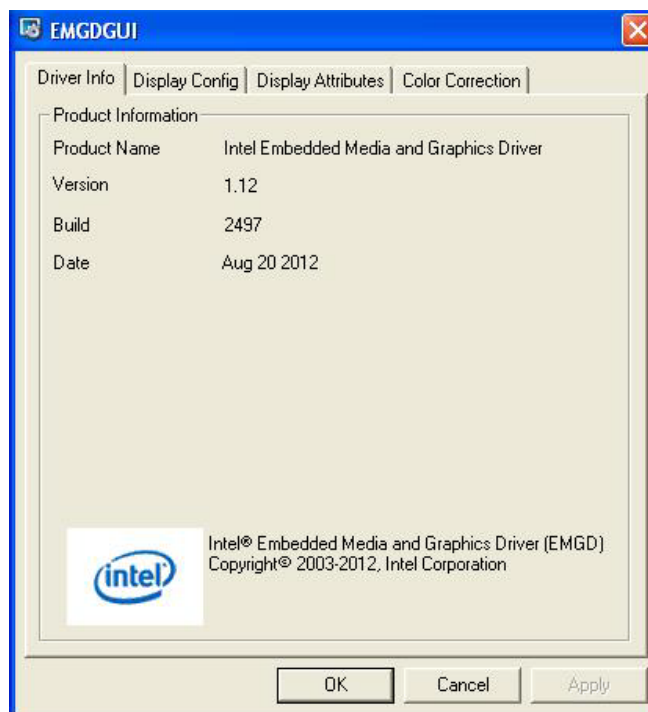 EMGDGUI
Driver Info Display Config Display Attributes Color Correction
Product Information
Product Name Intel Embedded Media and Graphics Driver
Version 1.12
Build 2497
Date Aug 20 2012
intel
Intel® Embedded Media and Graphics Driver (EMGD)
Copyright© 2003-2012, Intel Corporation
OK Cancel Apply